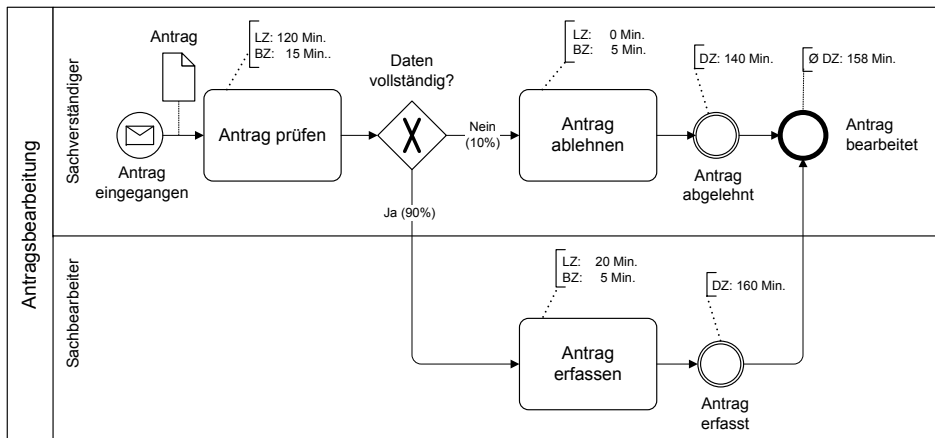 Antragsbearbeitung
Sachverständiger
Antrag
Antrag
eingegangen
LZ: 120 Min.
BZ: 15 Min..
Antrag prüfen
Daten
vollständig?
Nein
(10%)
Ja (90%)
LZ: 0 Min.
BZ: 5 Min.
Antrag
ablehnen
DZ: 140 Min.
Antrag
abgelehnt
Ø DZ: 158 Min.
Antrag
bearbeitet
Sachbearbeiter
LZ: 20 Min.
BZ: 5 Min.
Antrag
erfassen
DZ: 160 Min.
Antrag
erfasst